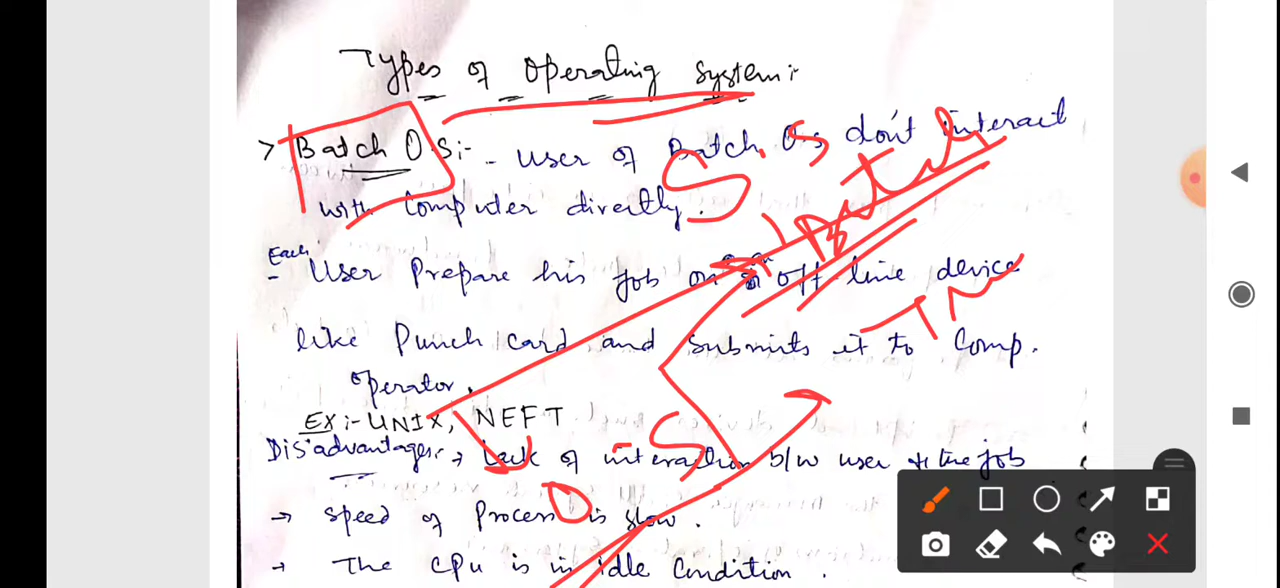 Types of Operating System:-
> Batch OS:- - User of Batch OS don't interact
with Computer directly.
Each
- User Prepare his job on an off-line device
like Punch card and submits it to Comp.
operator.
Ex:- UNIX, NEFT
Disadvantages:- → Lack of interaction b/w user & the job
→ Speed of Process is slow.
→ The CPU is in idle Condition.
S
Batch
O
S